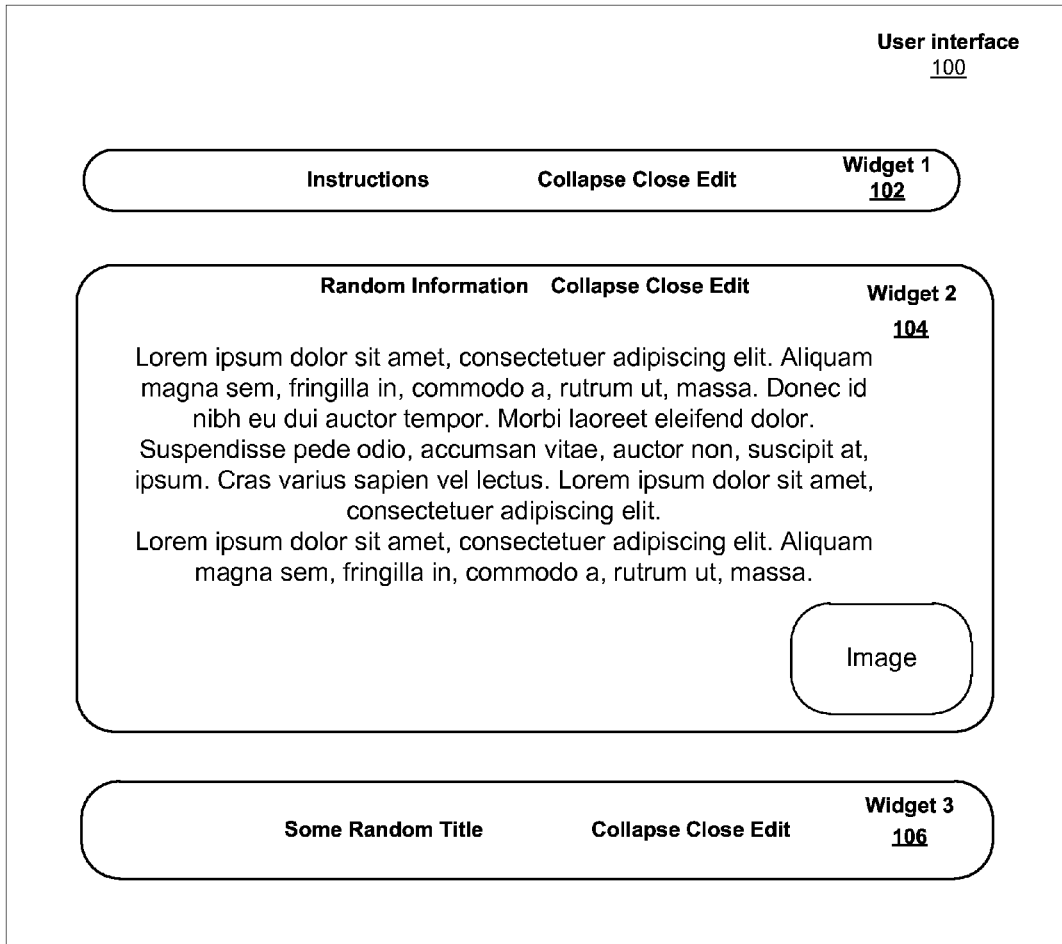 User interface
100
Instructions Collapse Close Edit Widget 1
102
Random Information Collapse Close Edit Widget 2
104
Lorem ipsum dolor sit amet, consectetuer adipiscing elit. Aliquam
magna sem, fringilla in, commodo a, rutrum ut, massa. Donec id
nibh eu dui auctor tempor. Morbi laoreet eleifend dolor.
Suspendisse pede odio, accumsan vitae, auctor non, suscipit at,
ipsum. Cras varius sapien vel lectus. Lorem ipsum dolor sit amet,
consectetuer adipiscing elit.
Lorem ipsum dolor sit amet, consectetuer adipiscing elit. Aliquam
magna sem, fringilla in, commodo a, rutrum ut, massa.
Image
Widget 3
Some Random Title Collapse Close Edit 106